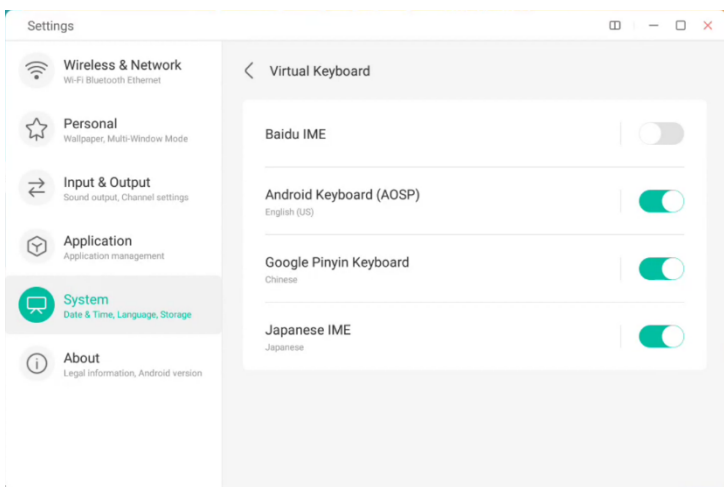 Settings
Wireless & Network
Wi-Fi Bluetooth Ethernet
Personal
Wallpaper, Multi-Window Mode
Input & Output
Sound output, Channel settings
Application
Application management
System
Date & Time, Language, Storage
About
Legal information, Android version
Virtual Keyboard
Baidu IME
Android Keyboard (AOSP)
English (US)
Google Pinyin Keyboard
Chinese
Japanese IME
Japanese